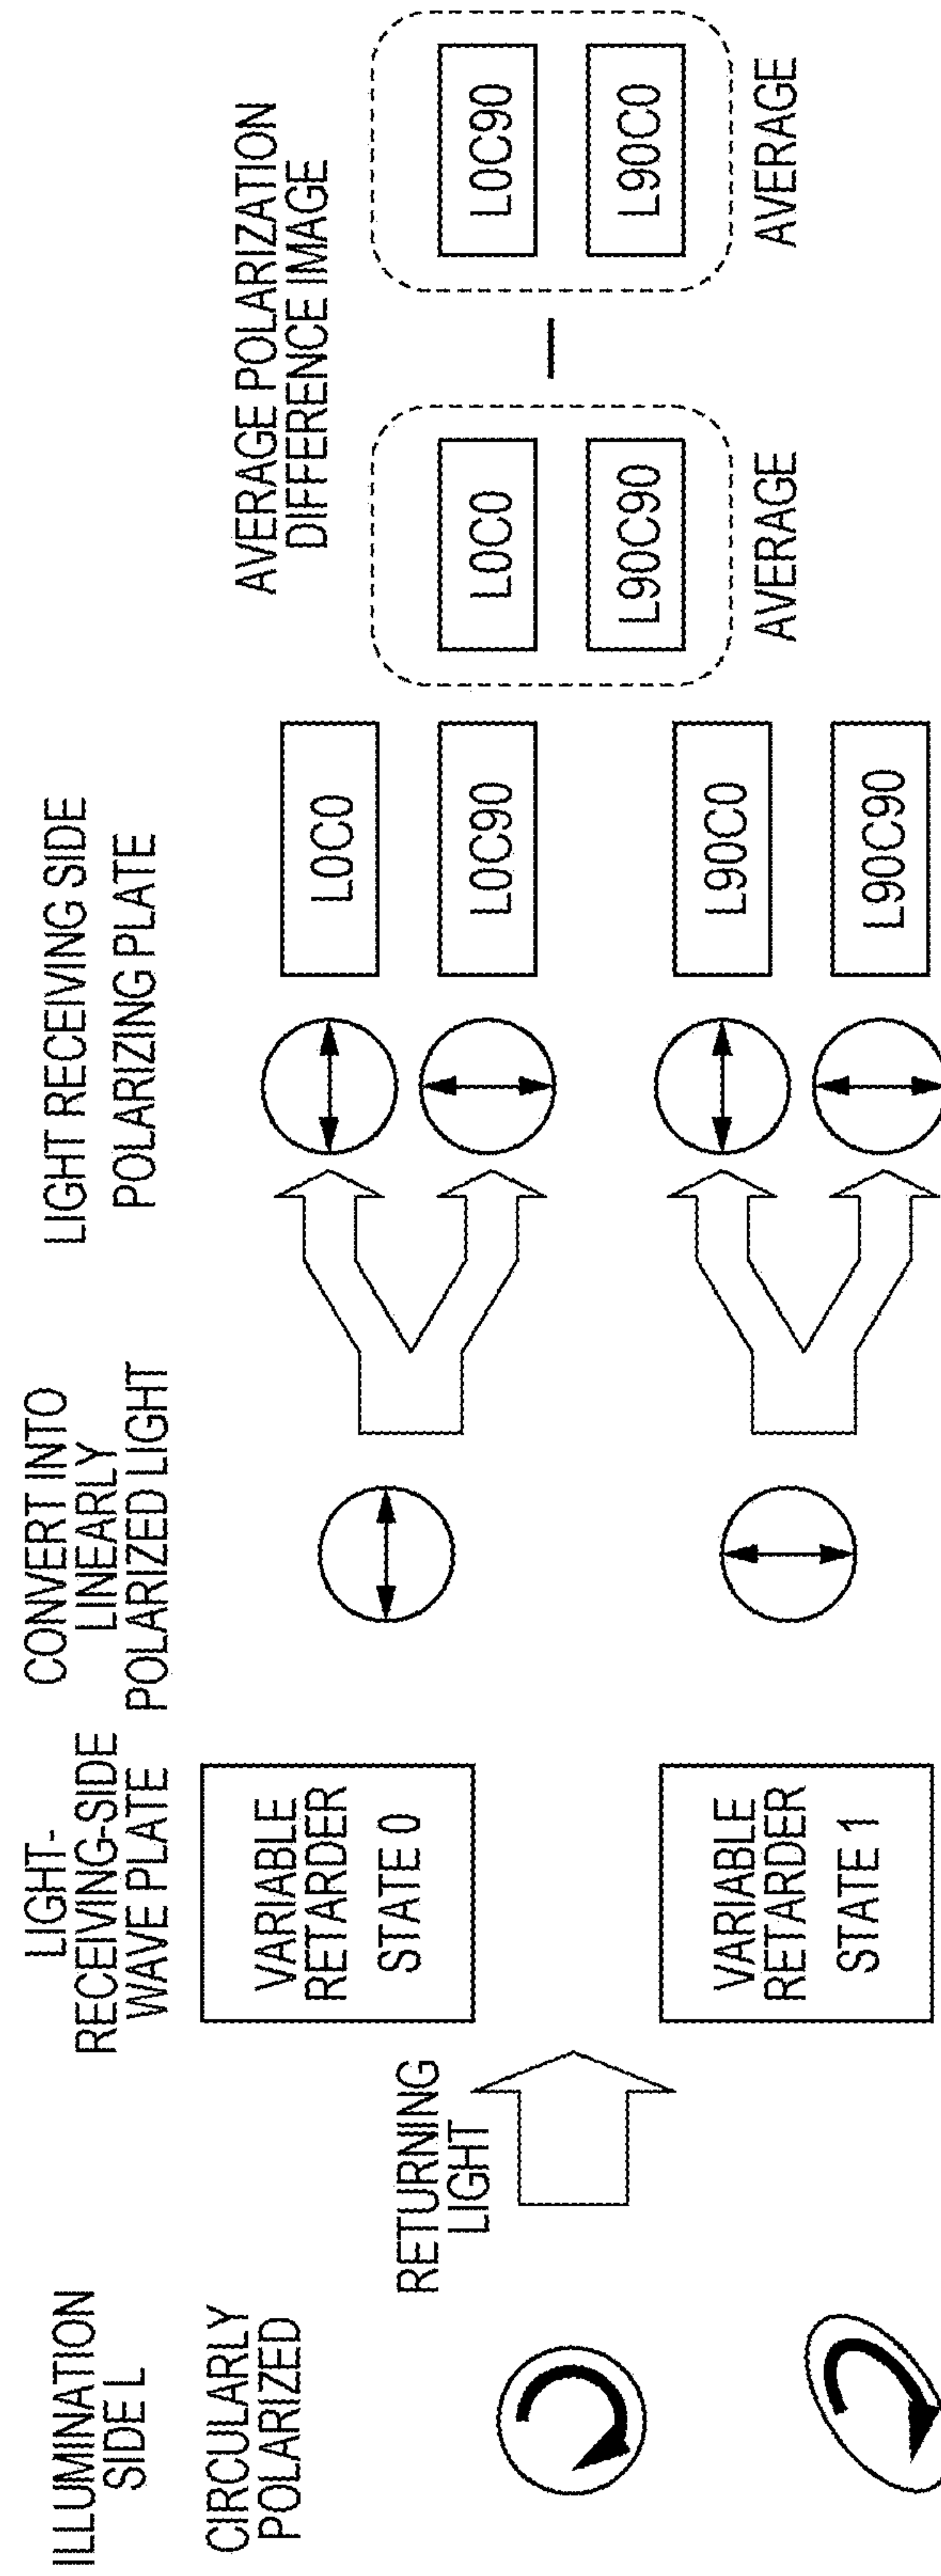 ILLUMINATION
SIDE L
CIRCULARLY
POLARIZED
RETURNING
LIGHT
LIGHT-
RECEIVING-SIDE
WAVE PLATE
VARIABLE
RETARDER
STATE 0
VARIABLE
RETARDER
STATE 1
CONVERT INTO
LINEARLY
POLARIZED LIGHT
LIGHT RECEIVING SIDE
POLARIZING PLATE
L0C0
L0C90
L90C0
L90C90
AVERAGE POLARIZATION
DIFFERENCE IMAGE
L0C0
L90C90
AVERAGE
—
L0C90
L90C0
AVERAGE